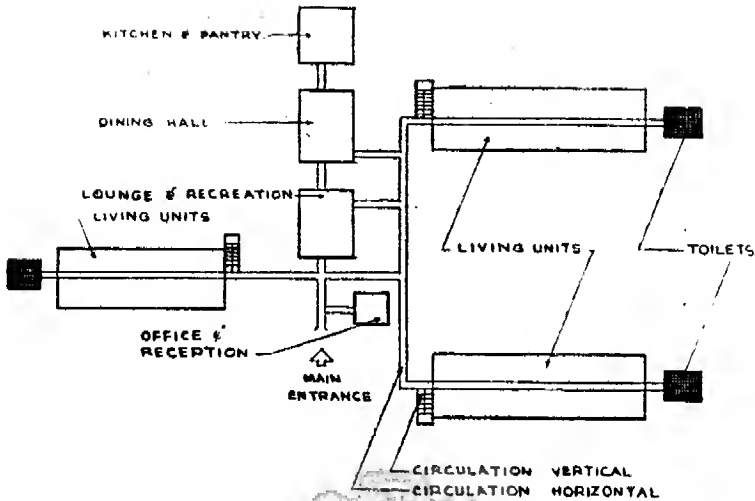 KITCHEN & PANTRY
DINING HALL
LOUNGE & RECREATION
LIVING UNITS
LIVING UNITS
TOILETS
OFFICE &
RECEPTION
MAIN
ENTRANCE
CIRCULATION VERTICAL
CIRCULATION HORIZONTAL